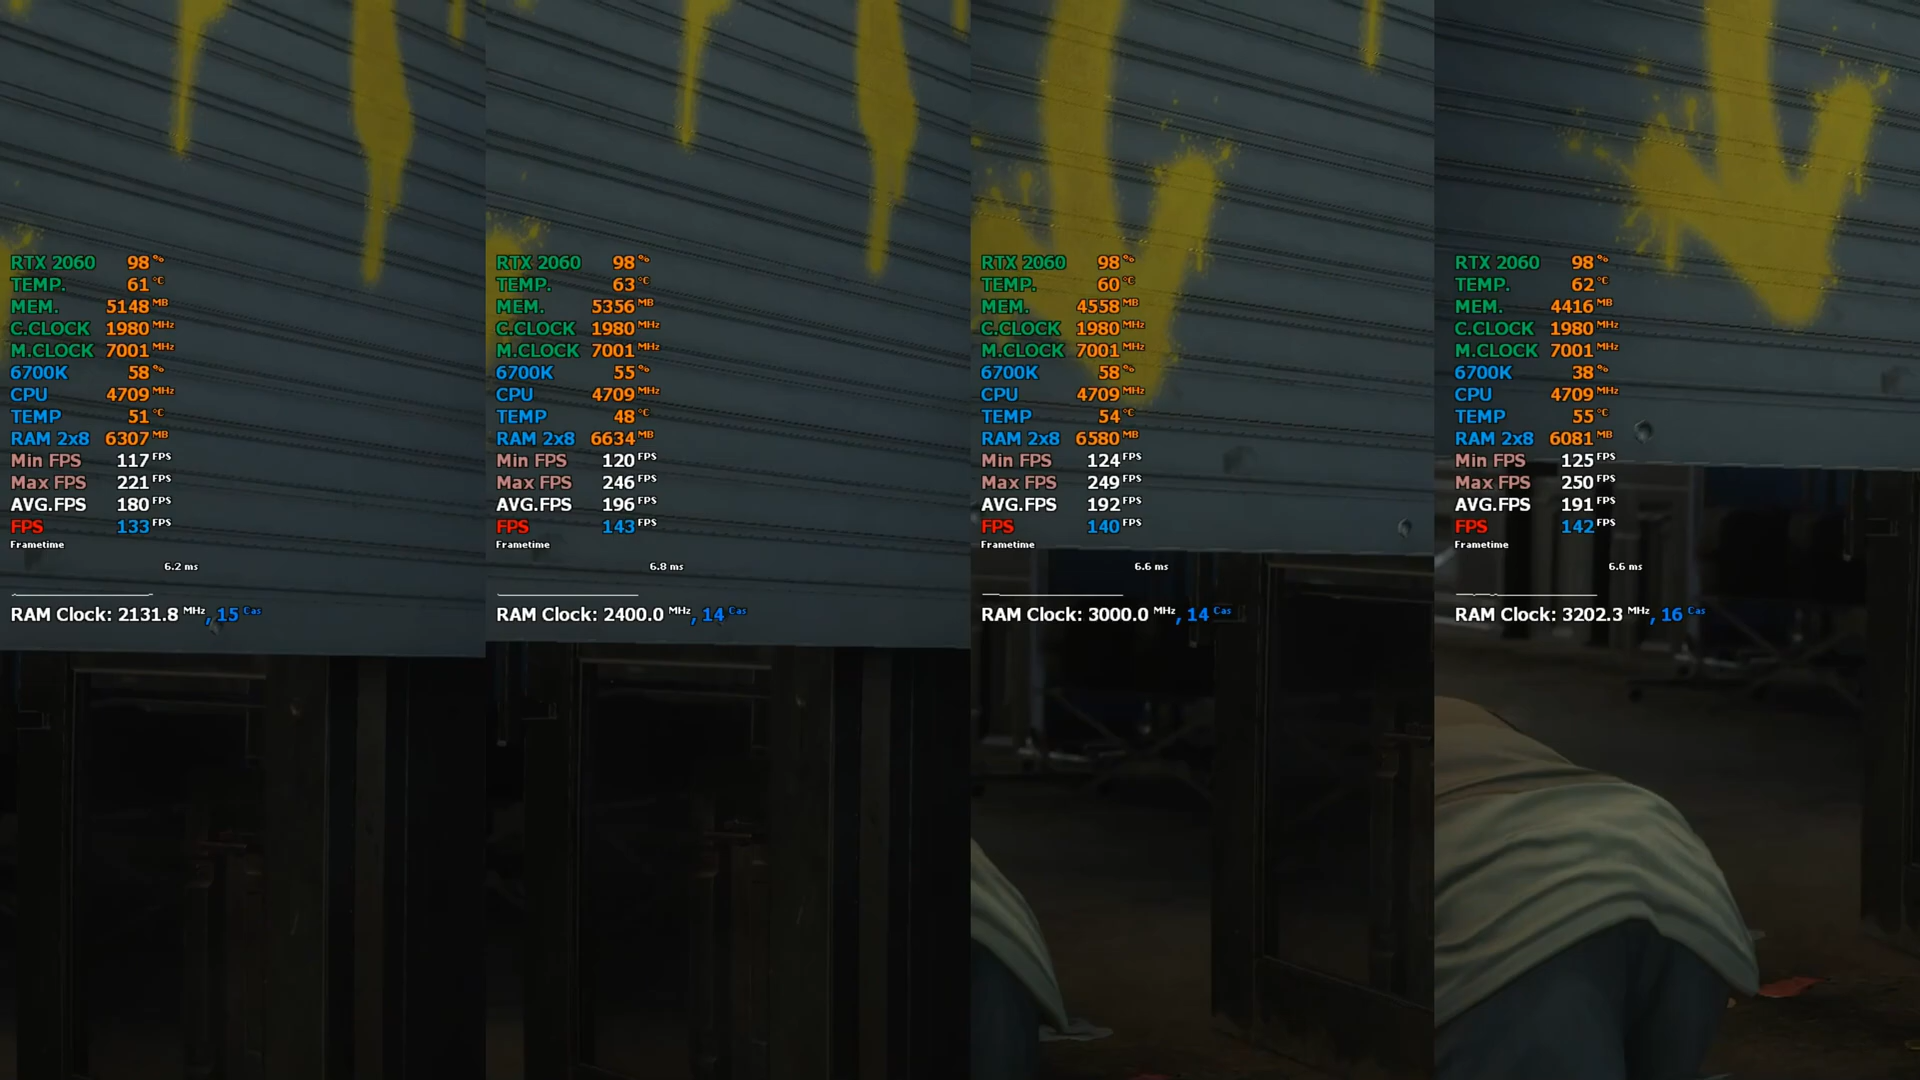 RTX 2060 98 %
TEMP. 61 °C
MEM. 5148 MB
C.CLOCK 1980 MHz
M.CLOCK 7001 MHz
6700K 58 %
CPU 4709 MHz
TEMP 51 °C
RAM 2x8 6307 MB
Min FPS 117 FPS
Max FPS 221 FPS
AVG.FPS 180 FPS
FPS 133 FPS
Frametime
6.2 ms
RAM Clock: 2131.8 MHz, 15 Cas
RTX 2060 98 %
TEMP. 63 °C
MEM. 5356 MB
C.CLOCK 1980 MHz
M.CLOCK 7001 MHz
6700K 55 %
CPU 4709 MHz
TEMP 48 °C
RAM 2x8 6634 MB
Min FPS 120 FPS
Max FPS 246 FPS
AVG.FPS 196 FPS
FPS 143 FPS
Frametime
6.8 ms
RAM Clock: 2400.0 MHz, 14 Cas
RTX 2060 98 %
TEMP. 60 °C
MEM. 4558 MB
C.CLOCK 1980 MHz
M.CLOCK 7001 MHz
6700K 58 %
CPU 4709 MHz
TEMP 54 °C
RAM 2x8 6580 MB
Min FPS 124 FPS
Max FPS 249 FPS
AVG.FPS 192 FPS
FPS 140 FPS
Frametime
6.6 ms
RAM Clock: 3000.0 MHz, 14 Cas
RTX 2060 98 %
TEMP. 62 °C
MEM. 4416 MB
C.CLOCK 1980 MHz
M.CLOCK 7001 MHz
6700K 38 %
CPU 4709 MHz
TEMP 55 °C
RAM 2x8 6081 MB
Min FPS 125 FPS
Max FPS 250 FPS
AVG.FPS 191 FPS
FPS 142 FPS
Frametime
6.6 ms
RAM Clock: 3202.3 MHz, 16 Cas